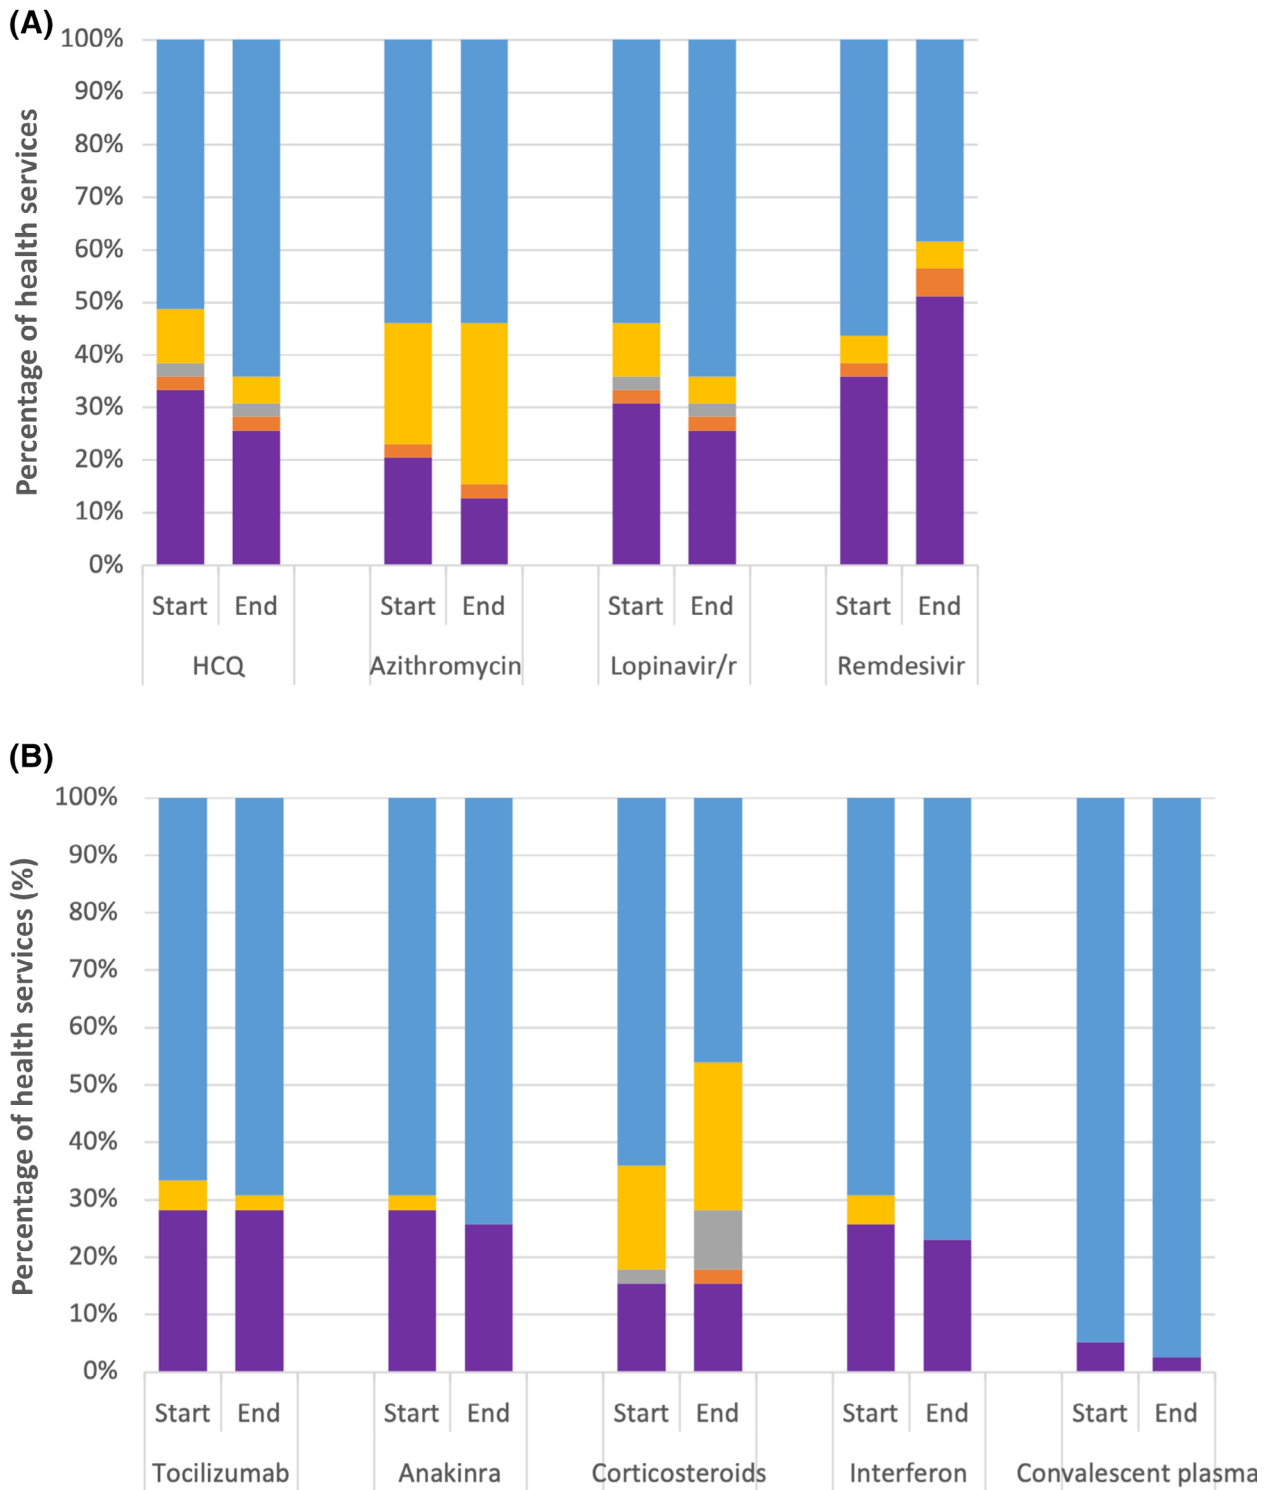 (A)
Percentage of health services
100%
90%
80%
70%
60%
50%
40%
30%
20%
10%
0%
Start End Start End Start End Start End
HCQ Azithromycin Lopinavir/r Remdesivir
(B)
Percentage of health services (%)
100%
90%
80%
70%
60%
50%
40%
30%
20%
10%
0%
Start End Start End Start End Start End Start End
Tocilizumab Anakinra Corticosteroids Interferon Convalescent plasma